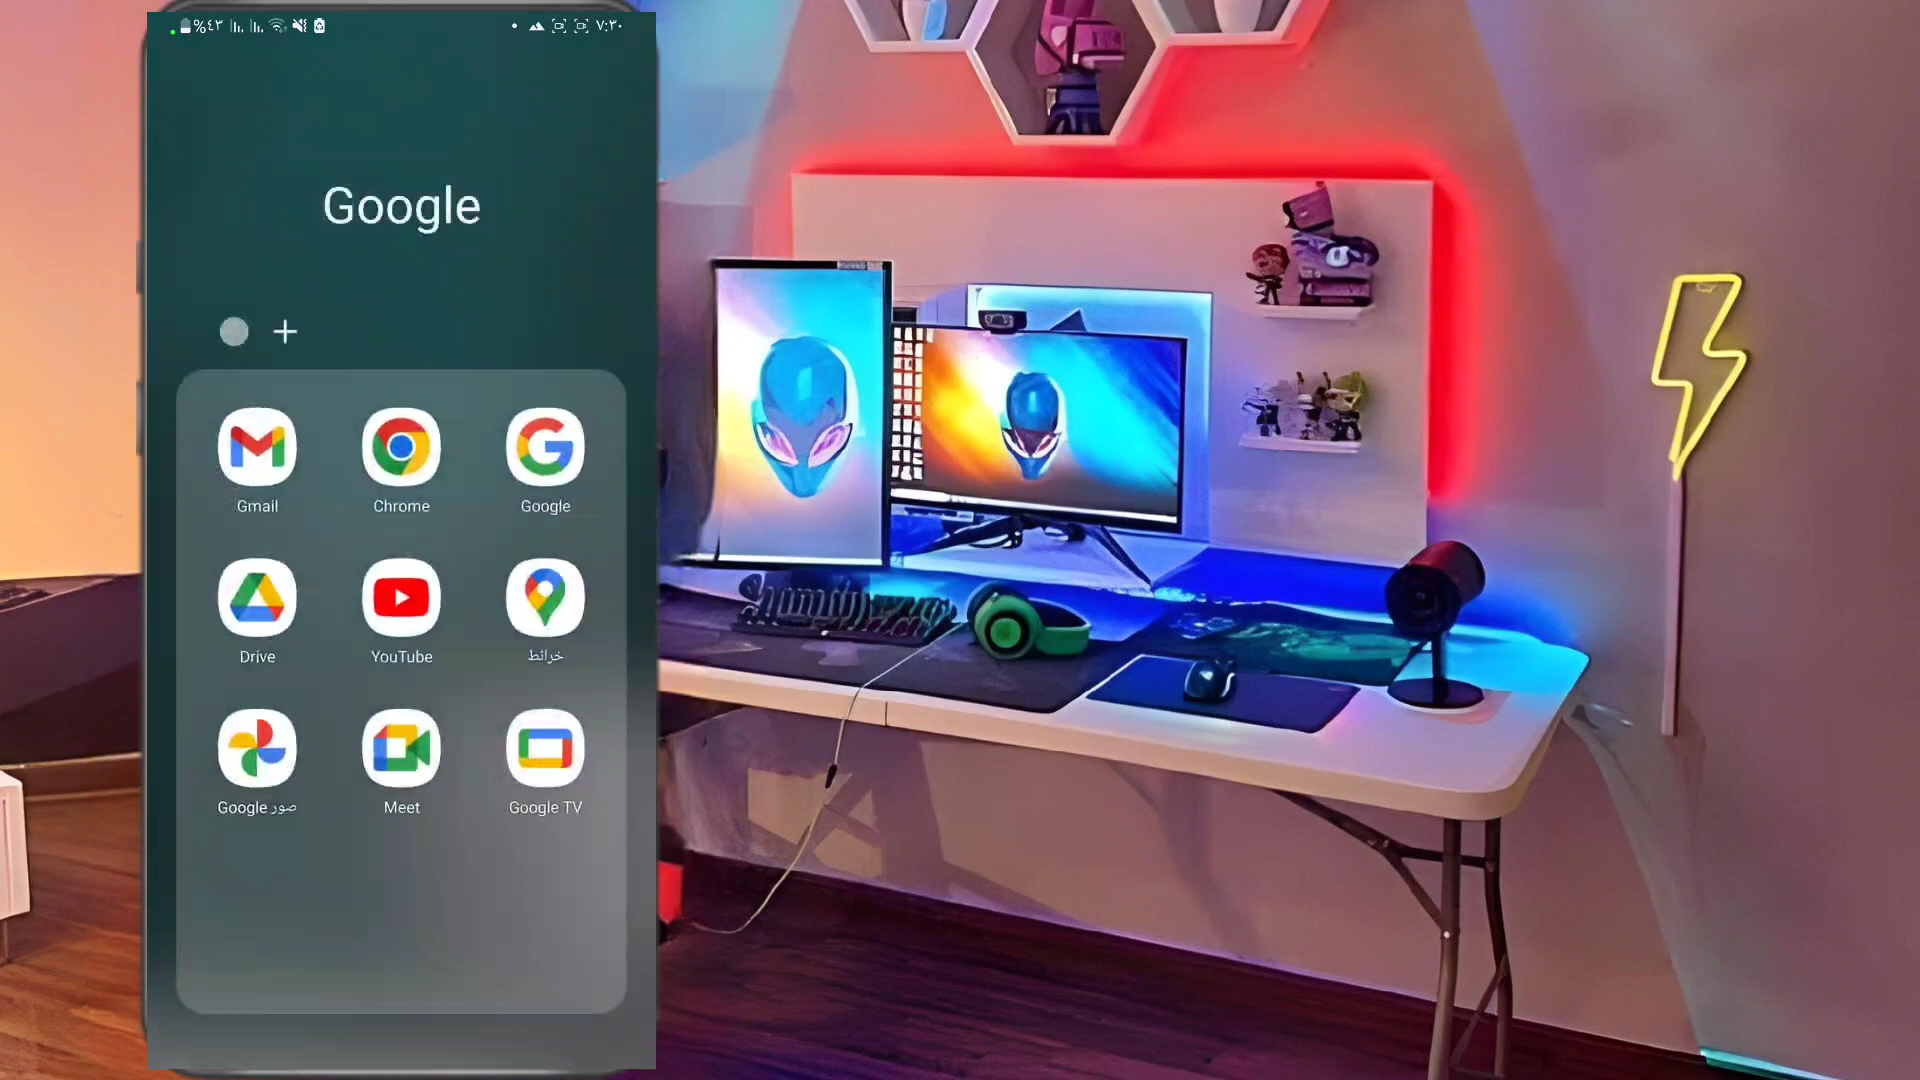 %٤٣
٧:٣٠
Google
Gmail
Chrome
Google
Drive
YouTube
خرائط
صور Google
Meet
Google TV